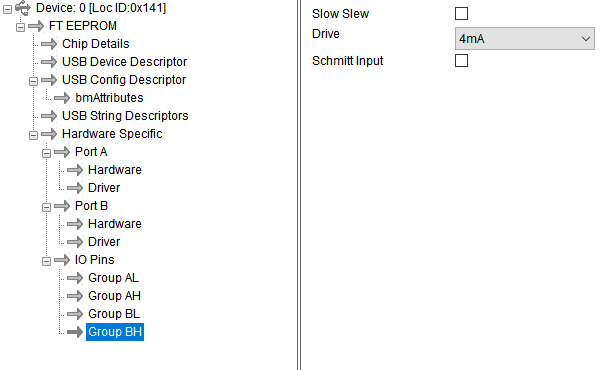 Device: 0 [Loc ID:0x141]
FT EEPROM
Chip Details
USB Device Descriptor
USB Config Descriptor
bmAttributes
USB String Descriptors
Hardware Specific
Port A
Hardware
Driver
Port B
Hardware
Driver
IO Pins
Group AL
Group AH
Group BL
Group BH
Slow Slew
Drive
4mA
Schmitt Input